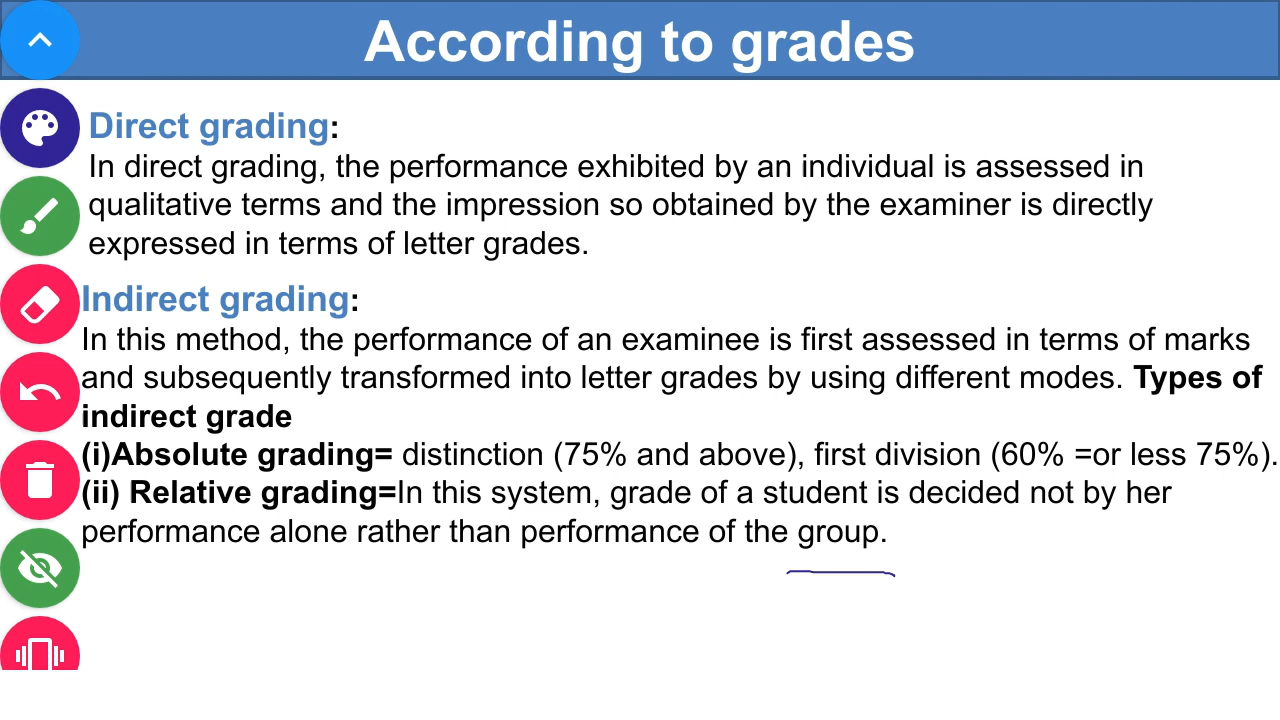 According to grades
Direct grading:
In direct grading, the performance exhibited by an individual is assessed in
qualitative terms and the impression so obtained by the examiner is directly
expressed in terms of letter grades.
Indirect grading:
In this method, the performance of an examinee is first assessed in terms of marks
and subsequently transformed into letter grades by using different modes. Types of
indirect grade
(i)Absolute grading= distinction (75% and above), first division (60% =or less 75%).
(ii) Relative grading=In this system, grade of a student is decided not by her
performance alone rather than performance of the group.